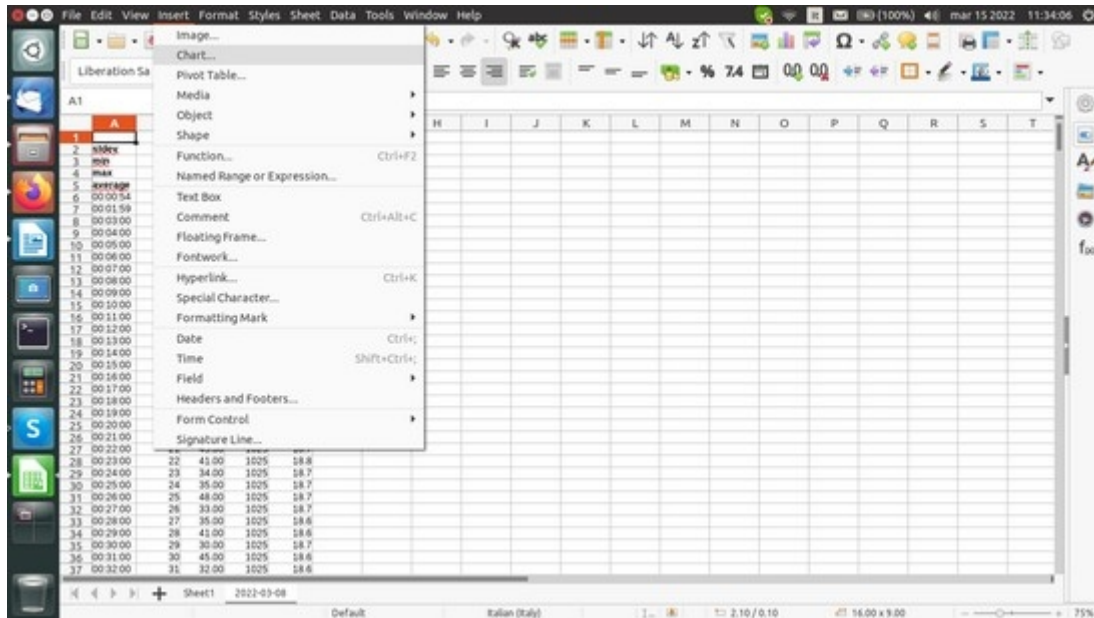 File Edit View Insert Format Styles Sheet Data Tools Window Help
(100%) mar 15 2022 11:34:06
Liberation Sa
% 7.4
A1
Image...
Chart...
Pivot Table...
Media
Object
Shape
Function... Ctrl+F2
Named Range or Expression...
Text Box
Comment Ctrl+Alt+C
Floating Frame...
Fontwork...
Hyperlink... Ctrl+K
Special Character...
Formatting Mark
Date Ctrl+;
Time Shift+Ctrl+;
Field
Headers and Footers...
Form Control
Signature Line...
A H I J K L M N O P Q R S T
1
2 stdev
3 min
4 max
5 average
6 00:00:54
7 00:01:59
8 00:03:00
9 00:04:00
10 00:05:00
11 00:06:00
12 00:07:00
13 00:08:00
14 00:09:00
15 00:10:00
16 00:11:00
17 00:12:00
18 00:13:00
19 00:14:00
20 00:15:00
21 00:16:00
22 00:17:00
23 00:18:00
24 00:19:00
25 00:20:00
26 00:21:00
27 00:22:00
28 00:23:00 22 41.00 1025 18.8
29 00:24:00 23 34.00 1025 18.7
30 00:25:00 24 35.00 1025 18.7
31 00:26:00 25 48.00 1025 18.7
32 00:27:00 26 33.00 1025 18.7
33 00:28:00 27 35.00 1025 18.6
34 00:29:00 28 41.00 1025 18.6
35 00:30:00 29 30.00 1025 18.7
36 00:31:00 30 45.00 1025 18.6
37 00:32:00 31 32.00 1025 18.6
Sheet1 2022-03-08
Default Italian (Italy) 2.10 / 0.10 16.00 x 9.00 75%